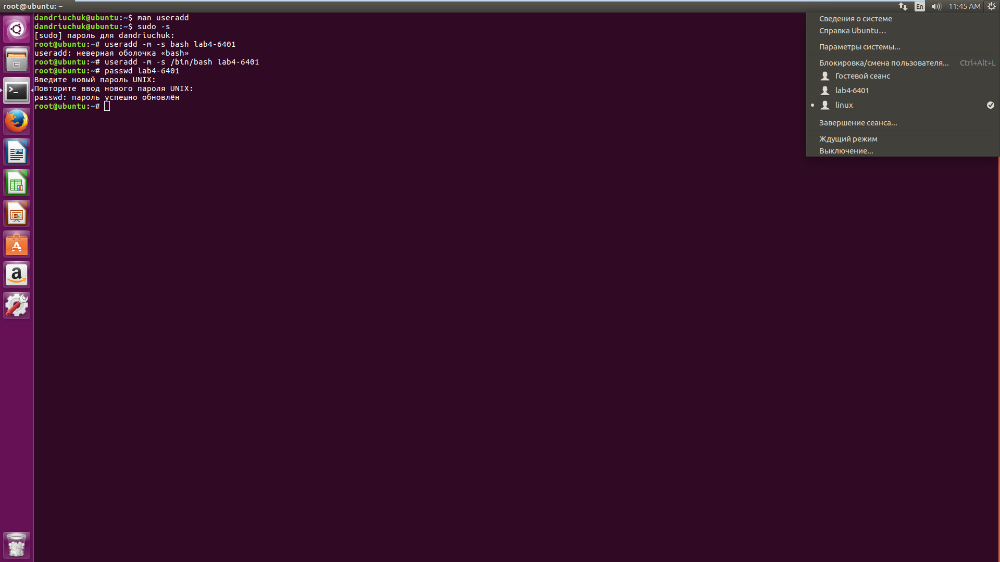 root@ubuntu: ~
En
11:45 AM
dandriuchuk@ubuntu:~$ man useradd
dandriuchuk@ubuntu:~$ sudo -s
[sudo] пароль для dandriuchuk:
root@ubuntu:~# useradd -m -s bash lab4-6401
useradd: неверная оболочка «bash»
root@ubuntu:~# useradd -m -s /bin/bash lab4-6401
root@ubuntu:~# passwd lab4-6401
Введите новый пароль UNIX:
Повторите ввод нового пароля UNIX:
passwd: пароль успешно обновлён
root@ubuntu:~#
Сведения о системе
Справка Ubuntu…
Параметры системы...
Блокировка/смена пользователя... Ctrl+Alt+L
Гостевой сеанс
lab4-6401
linux
Завершение сеанса...
Ждущий режим
Выключение...